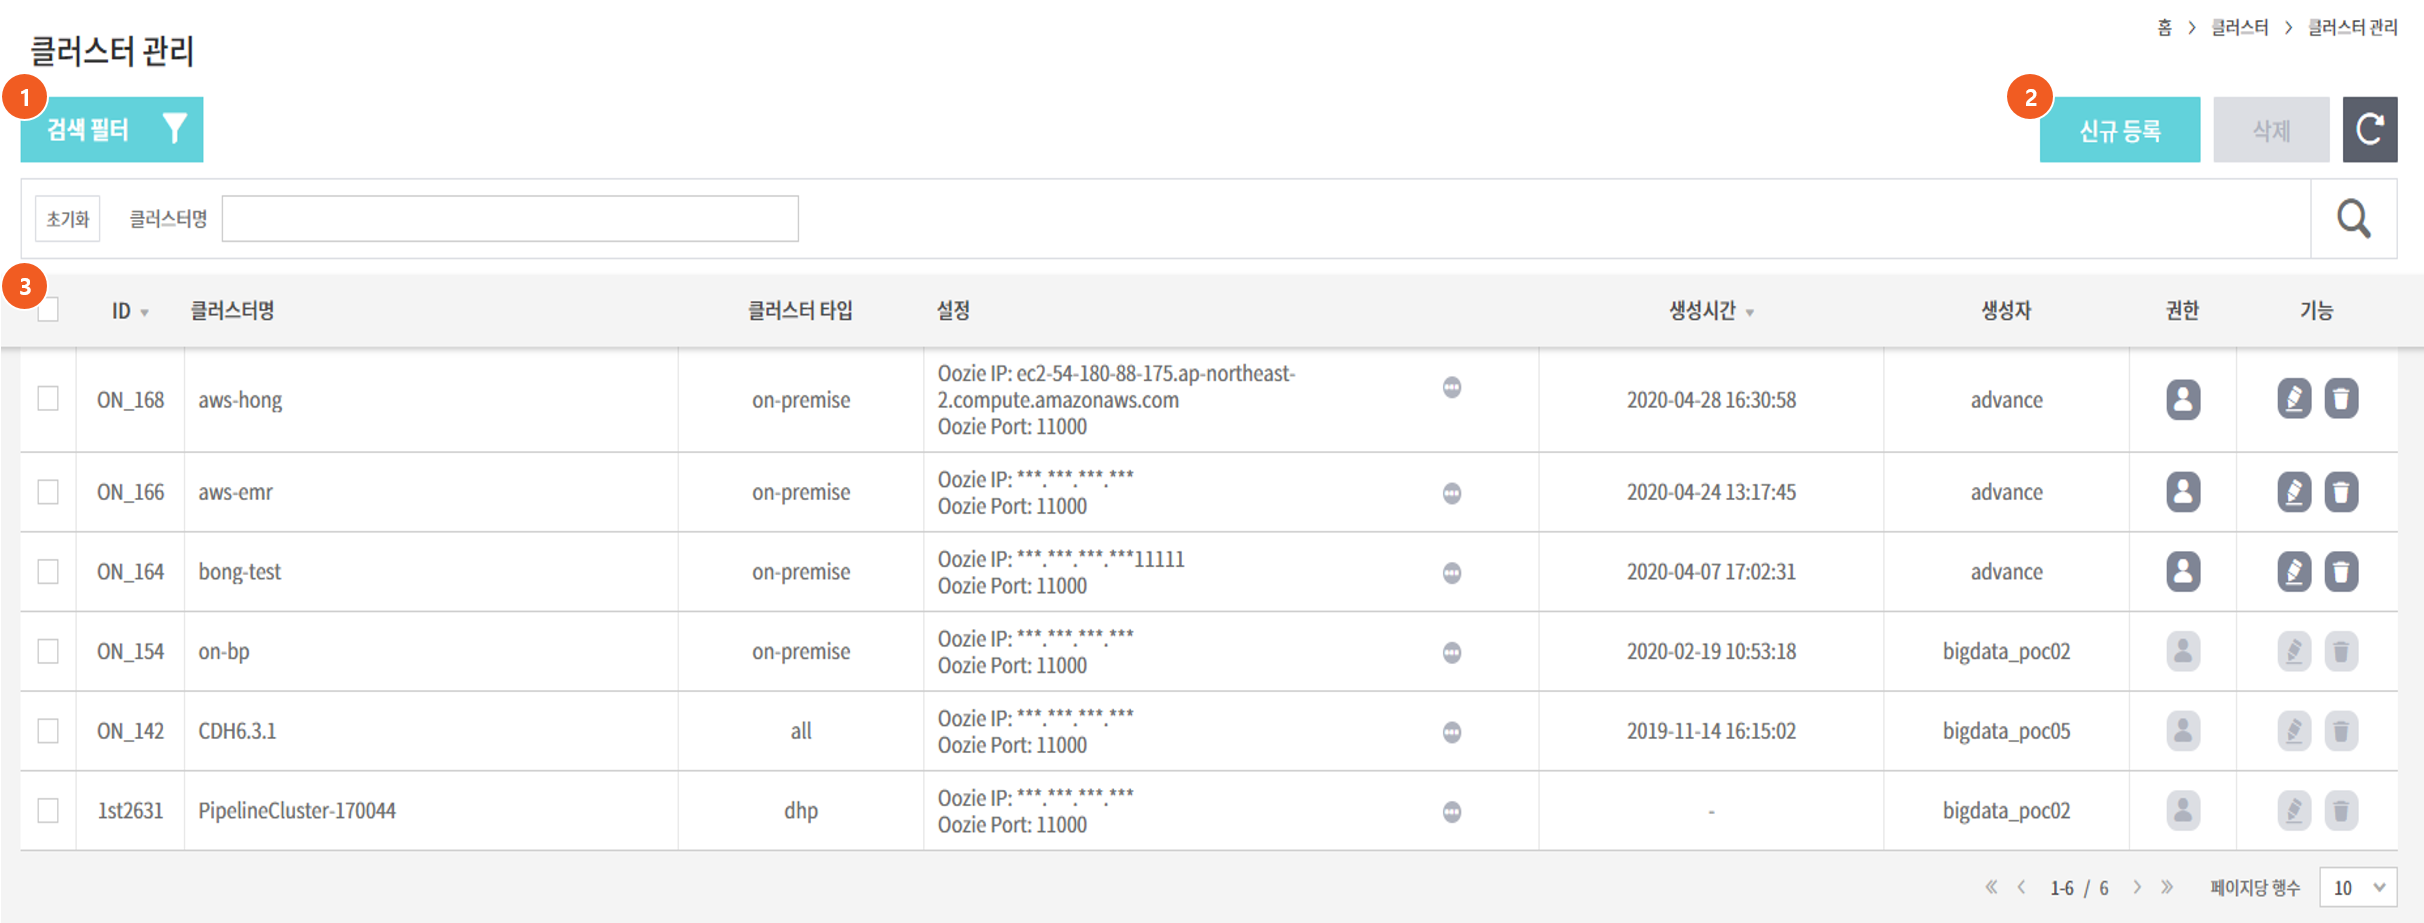 홈 > 클러스터 > 클러스터 관리
클러스터 관리
1
검색 필터
2
신규 등록
삭제
초기화
클러스터명
3
ID 클러스터명 클러스터 타입 설정 생성시간 생성자 권한 기능
ON_168 aws-hong on-premise Oozie IP: ec2-54-180-88-175.ap-northeast-
2.compute.amazonaws.com
Oozie Port: 11000
2020-04-28 16:30:58 advance
ON_166 aws-emr on-premise Oozie IP: ***.***.***.***
Oozie Port: 11000
2020-04-24 13:17:45 advance
ON_164 bong-test on-premise Oozie IP: ***.***.***.***11111
Oozie Port: 11000
2020-04-07 17:02:31 advance
ON_154 on-bp on-premise Oozie IP: ***.***.***.***
Oozie Port: 11000
2020-02-19 10:53:18 bigdata_poc02
ON_142 CDH6.3.1 all Oozie IP: ***.***.***.***
Oozie Port: 11000
2019-11-14 16:15:02 bigdata_poc05
1st2631 PipelineCluster-170044 dhp Oozie IP: ***.***.***.***
Oozie Port: 11000
- bigdata_poc02
« < 1-6 / 6 > » 페이지당 행수 10